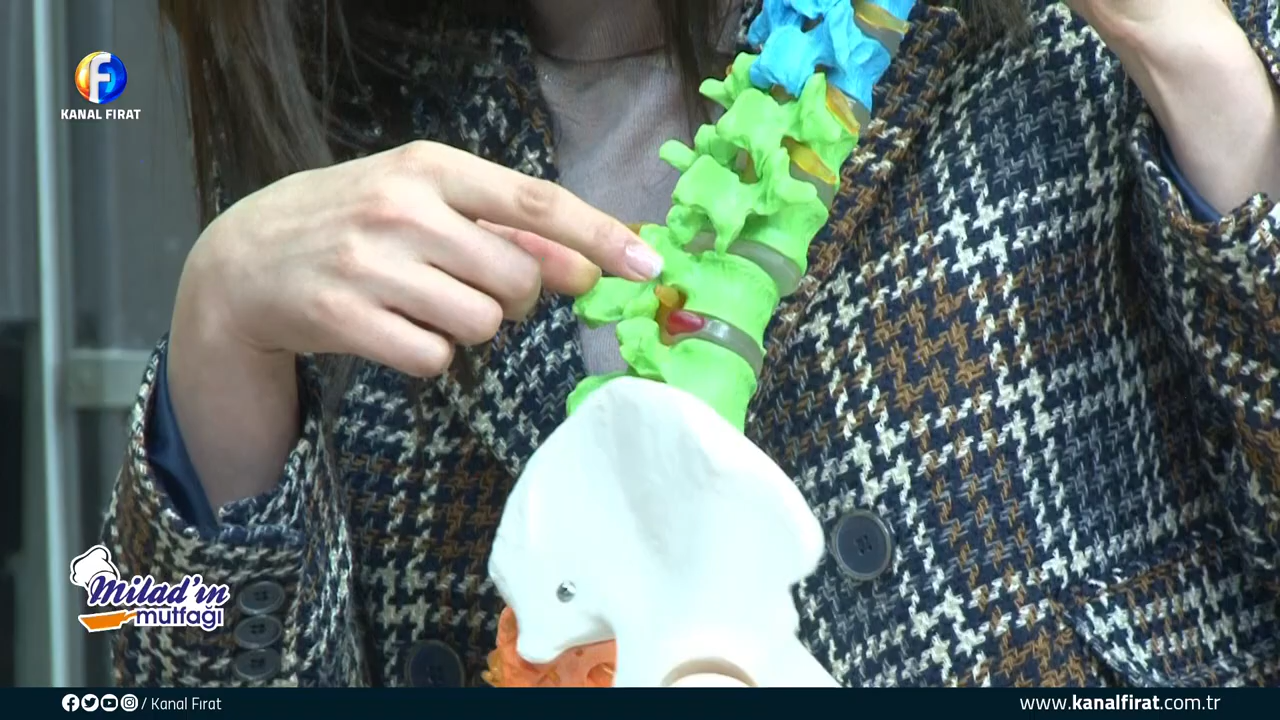 KANAL FIRAT
Milad'ın
mutfağı
/ Kanal Fırat
www.kanalfirat.com.tr